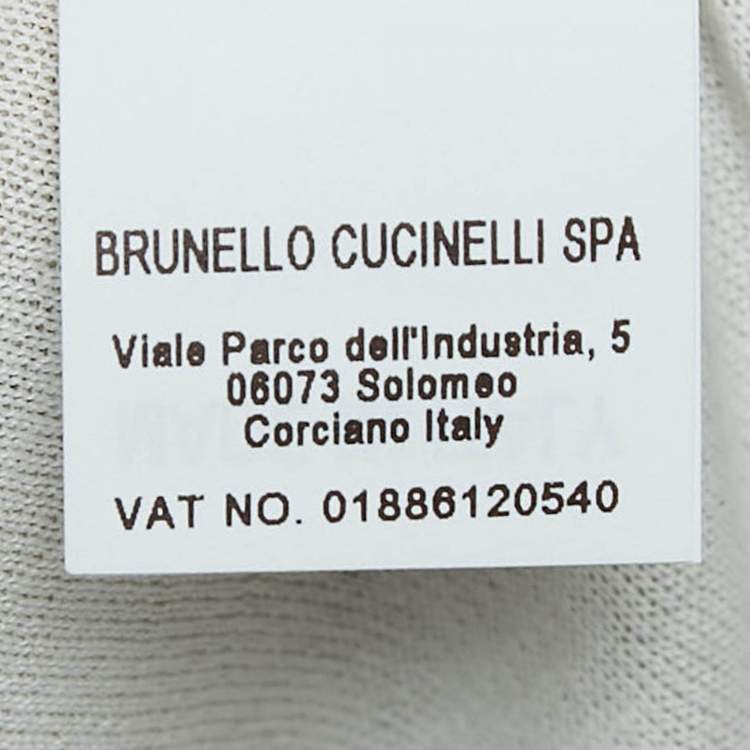 BRUNELLO CUCINELLI SPA
Viale Parco dell'Industria, 5
06073 Solomeo
Corciano Italy
VAT NO. 01886120540